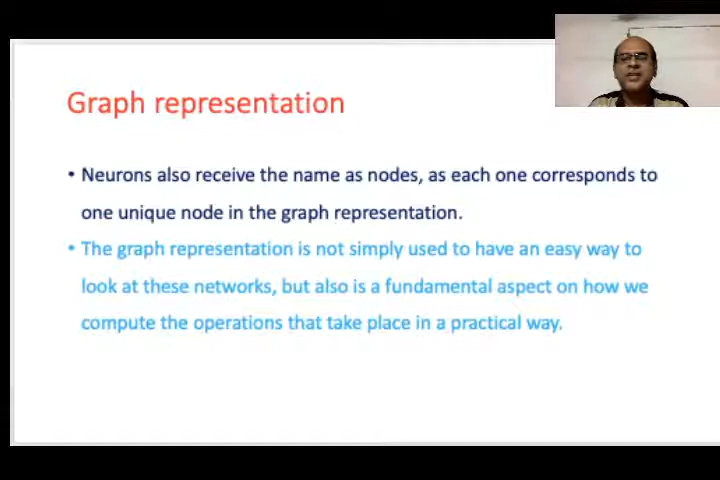 Graph representation
• Neurons also receive the name as nodes, as each one corresponds to
one unique node in the graph representation.
• The graph representation is not simply used to have an easy way to
look at these networks, but also is a fundamental aspect on how we
compute the operations that take place in a practical way.